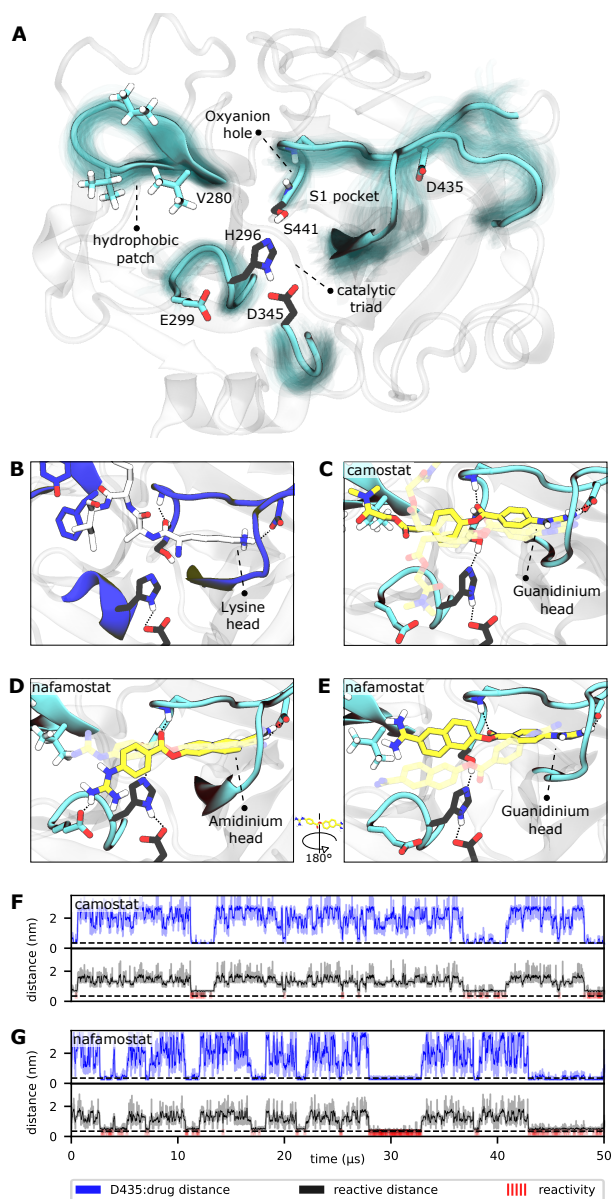 A
Oxyanion
hole
D435
S1 pocket
V280
S441
H296
hydrophobic
patch
catalytic
triad
E299
D345
B
Lysine
head
C
camostat
Guanidinium
head
D
nafamostat
Amidinium
head
180°
E
nafamostat
Guanidinium
head
F
camostat
2
0
2
0
distance (nm)
G
nafamostat
2
0
2
0
distance (nm)
0 10 20 30 40 50
time (µs)
D435:drug distance reactive distance reactivity